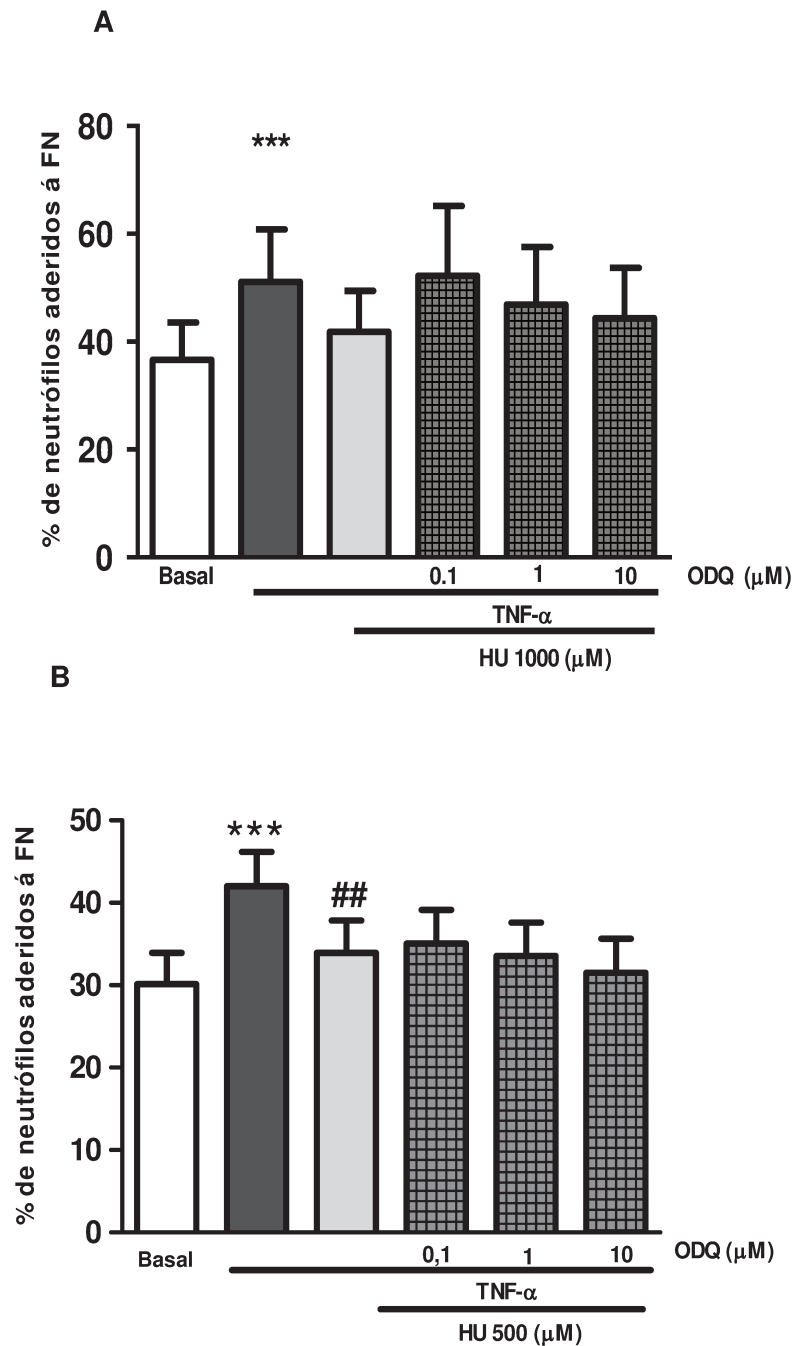 A
% de neutrófilos aderidos á FN
80
***
60
40
20
0
Basal 0.1 1 10 ODQ (μM)
TNF-α
HU 1000 (μM)
B
% de neutrófilos aderidos á FN
50
***
40
##
30
20
10
0
Basal 0,1 1 10 ODQ (μM)
TNF-α
HU 500 (μM)